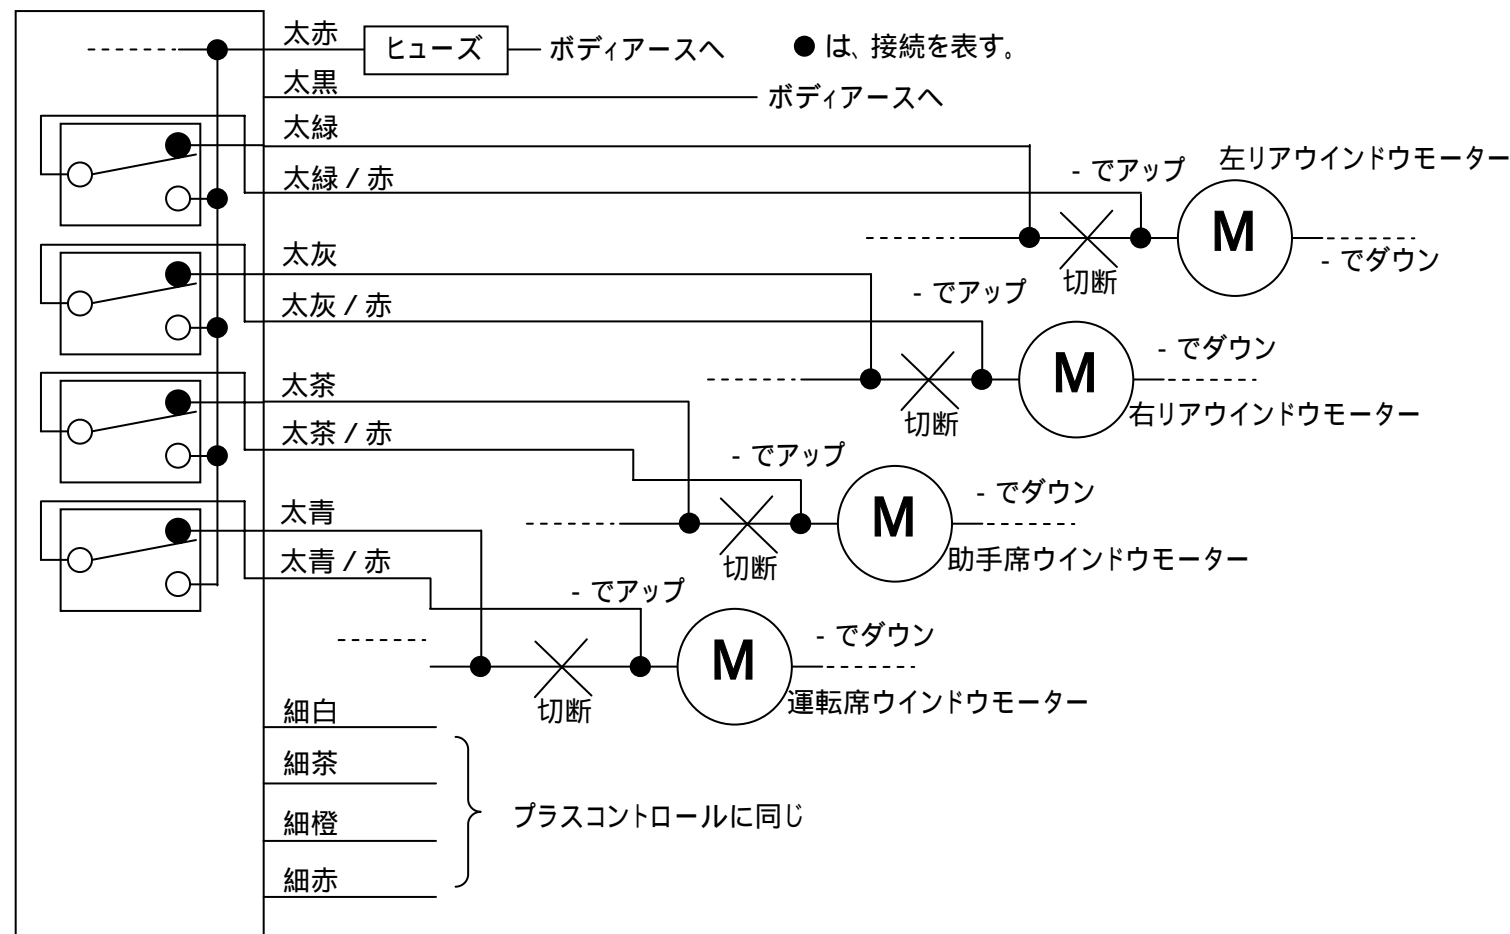 太赤
ヒューズ
ボディアースへ
● は、接続を表す。
太黒
ボディアースへ
太緑
太緑 / 赤
- でアップ
左リアウインドウモーター
M
- でダウン
切断
太灰
太灰 / 赤
- でアップ
- でダウン
M
右リアウインドウモーター
切断
太茶
太茶 / 赤
- でアップ
- でダウン
M
助手席ウインドウモーター
切断
太青
太青 / 赤
- でアップ
- でダウン
M
運転席ウインドウモーター
切断
細白
細茶
細橙
細赤
プラスコントロールに同じ